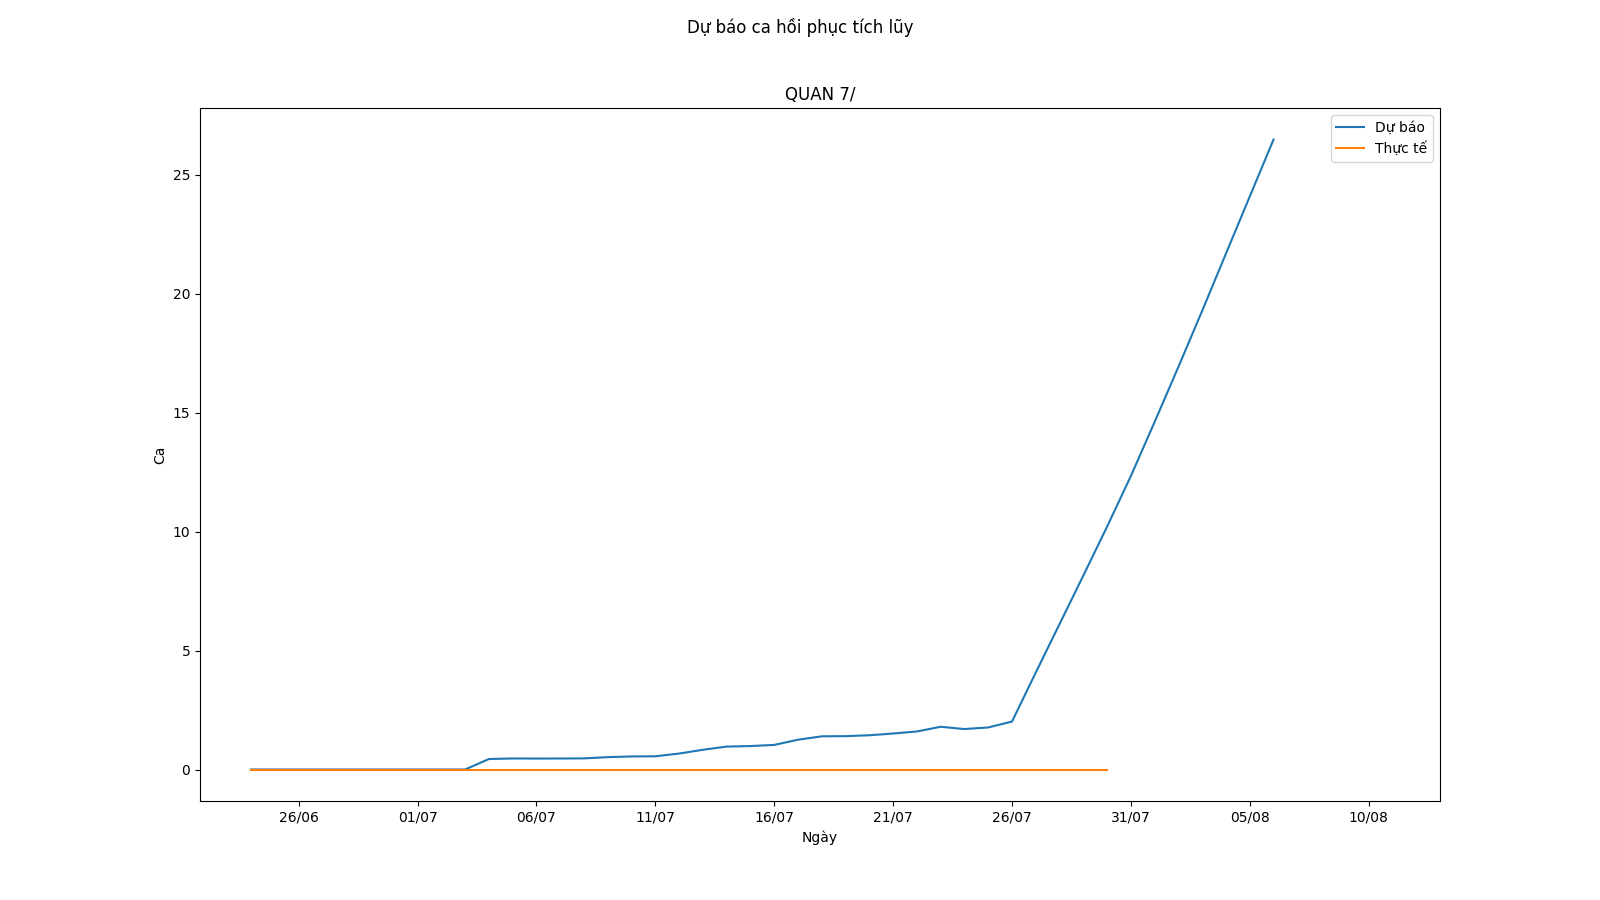 Dự báo ca hồi phục tích lũy
QUAN 7/
Dự báo
Thực tế
25
20
15
10
5
0
Ca
26/06
01/07
06/07
11/07
16/07
21/07
26/07
31/07
05/08
10/08
Ngày